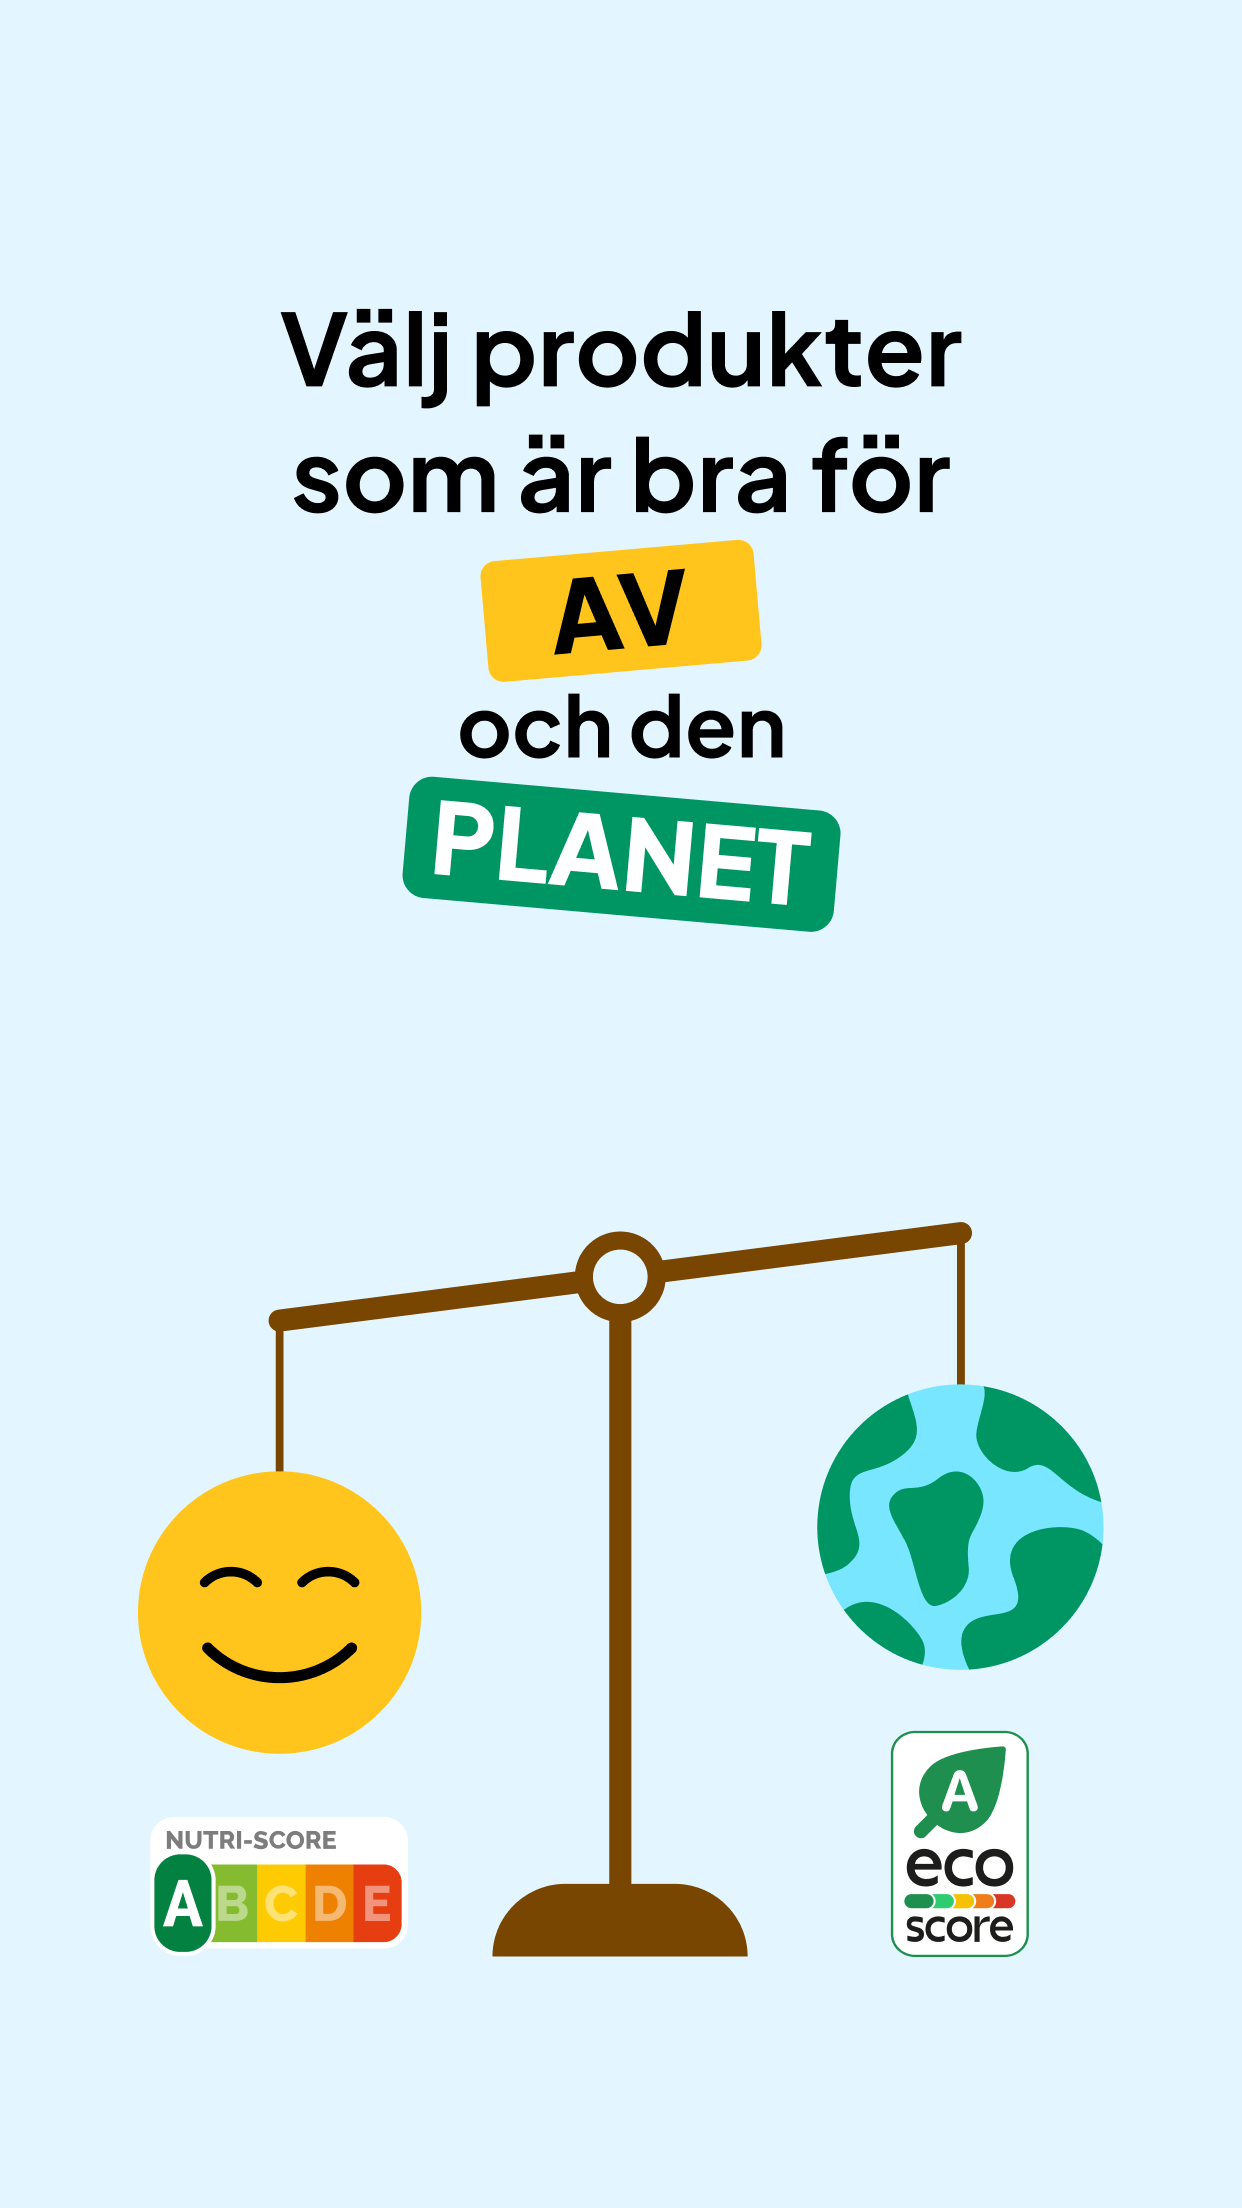 Välj produkter
som är bra för
AV
och den
PLANET
NUTRI-SCORE
A B C D E
A
eco
score